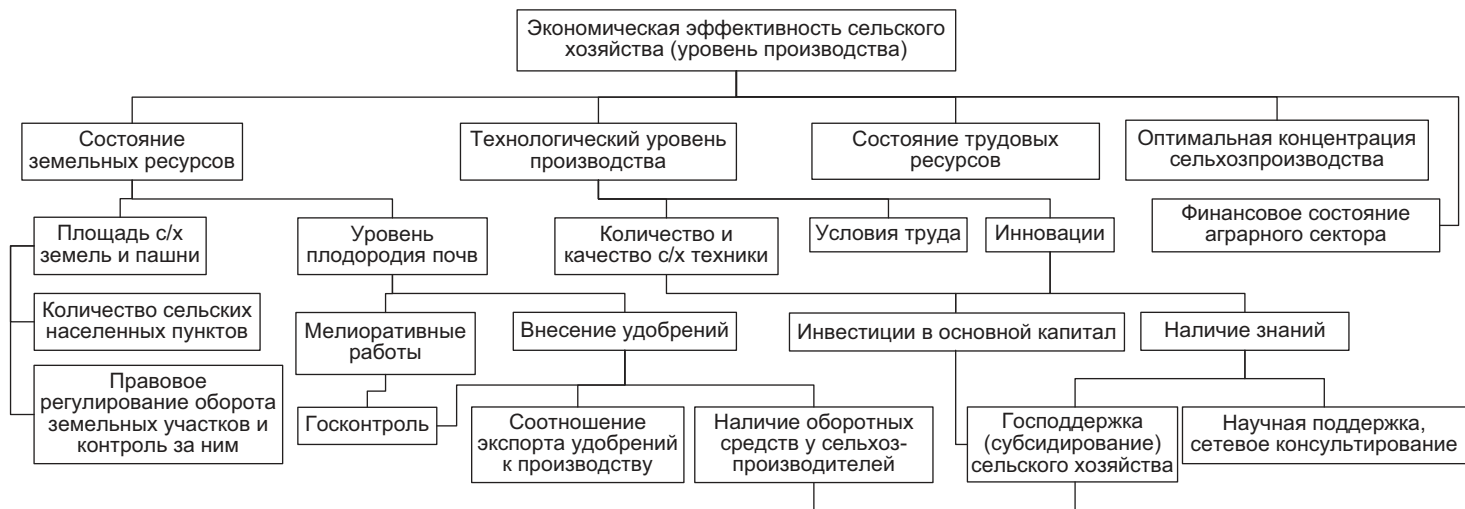 Экономическая эффективность сельского
хозяйства (уровень производства)
Состояние
земельных ресурсов
Технологический уровень
производства
Состояние трудовых
ресурсов
Оптимальная концентрация
сельхозпроизводства
Площадь с/х
земель и пашни
Уровень
плодородия почв
Количество и
качество с/х техники
Условия труда
Инновации
Финансовое состояние
аграрного сектора
Количество сельских
населенных пунктов
Мелиоративные
работы
Внесение удобрений
Инвестиции в основной капитал
Наличие знаний
Правовое
регулирование оборота
земельных участков и
контроль за ним
Госконтроль
Соотношение
экспорта удобрений
к производству
Наличие оборотных
средств у сельхоз-
производителей
Господдержка
(субсидирование)
сельского хозяйства
Научная поддержка,
сетевое консультирование